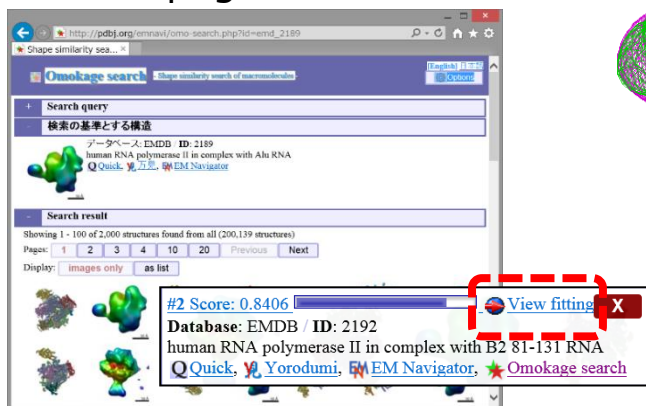 http://pdbj.org/emnavi/omo-search.php?id=emd_2189
Shape similarity sea...
Omokage search - Shape similarity search of macromolecules -
[English]
Options
+ Search query
- 検索の基準とする構造
データベース: EMDB / ID: 2189
human RNA polymerase II in complex with Alu RNA
Quick, 万見, EM Navigator
- Search result
Showing 1 - 100 of 2,000 structures found from all (200,139 structures)
Pages: 1 2 3 4 10 20 Previous Next
Display: images only as list
#2 Score: 0.8406 View fitting X
Database: EMDB / ID: 2192
human RNA polymerase II in complex with B2 81-131 RNA
Quick, Yorodumi, EM Navigator, Omokage search